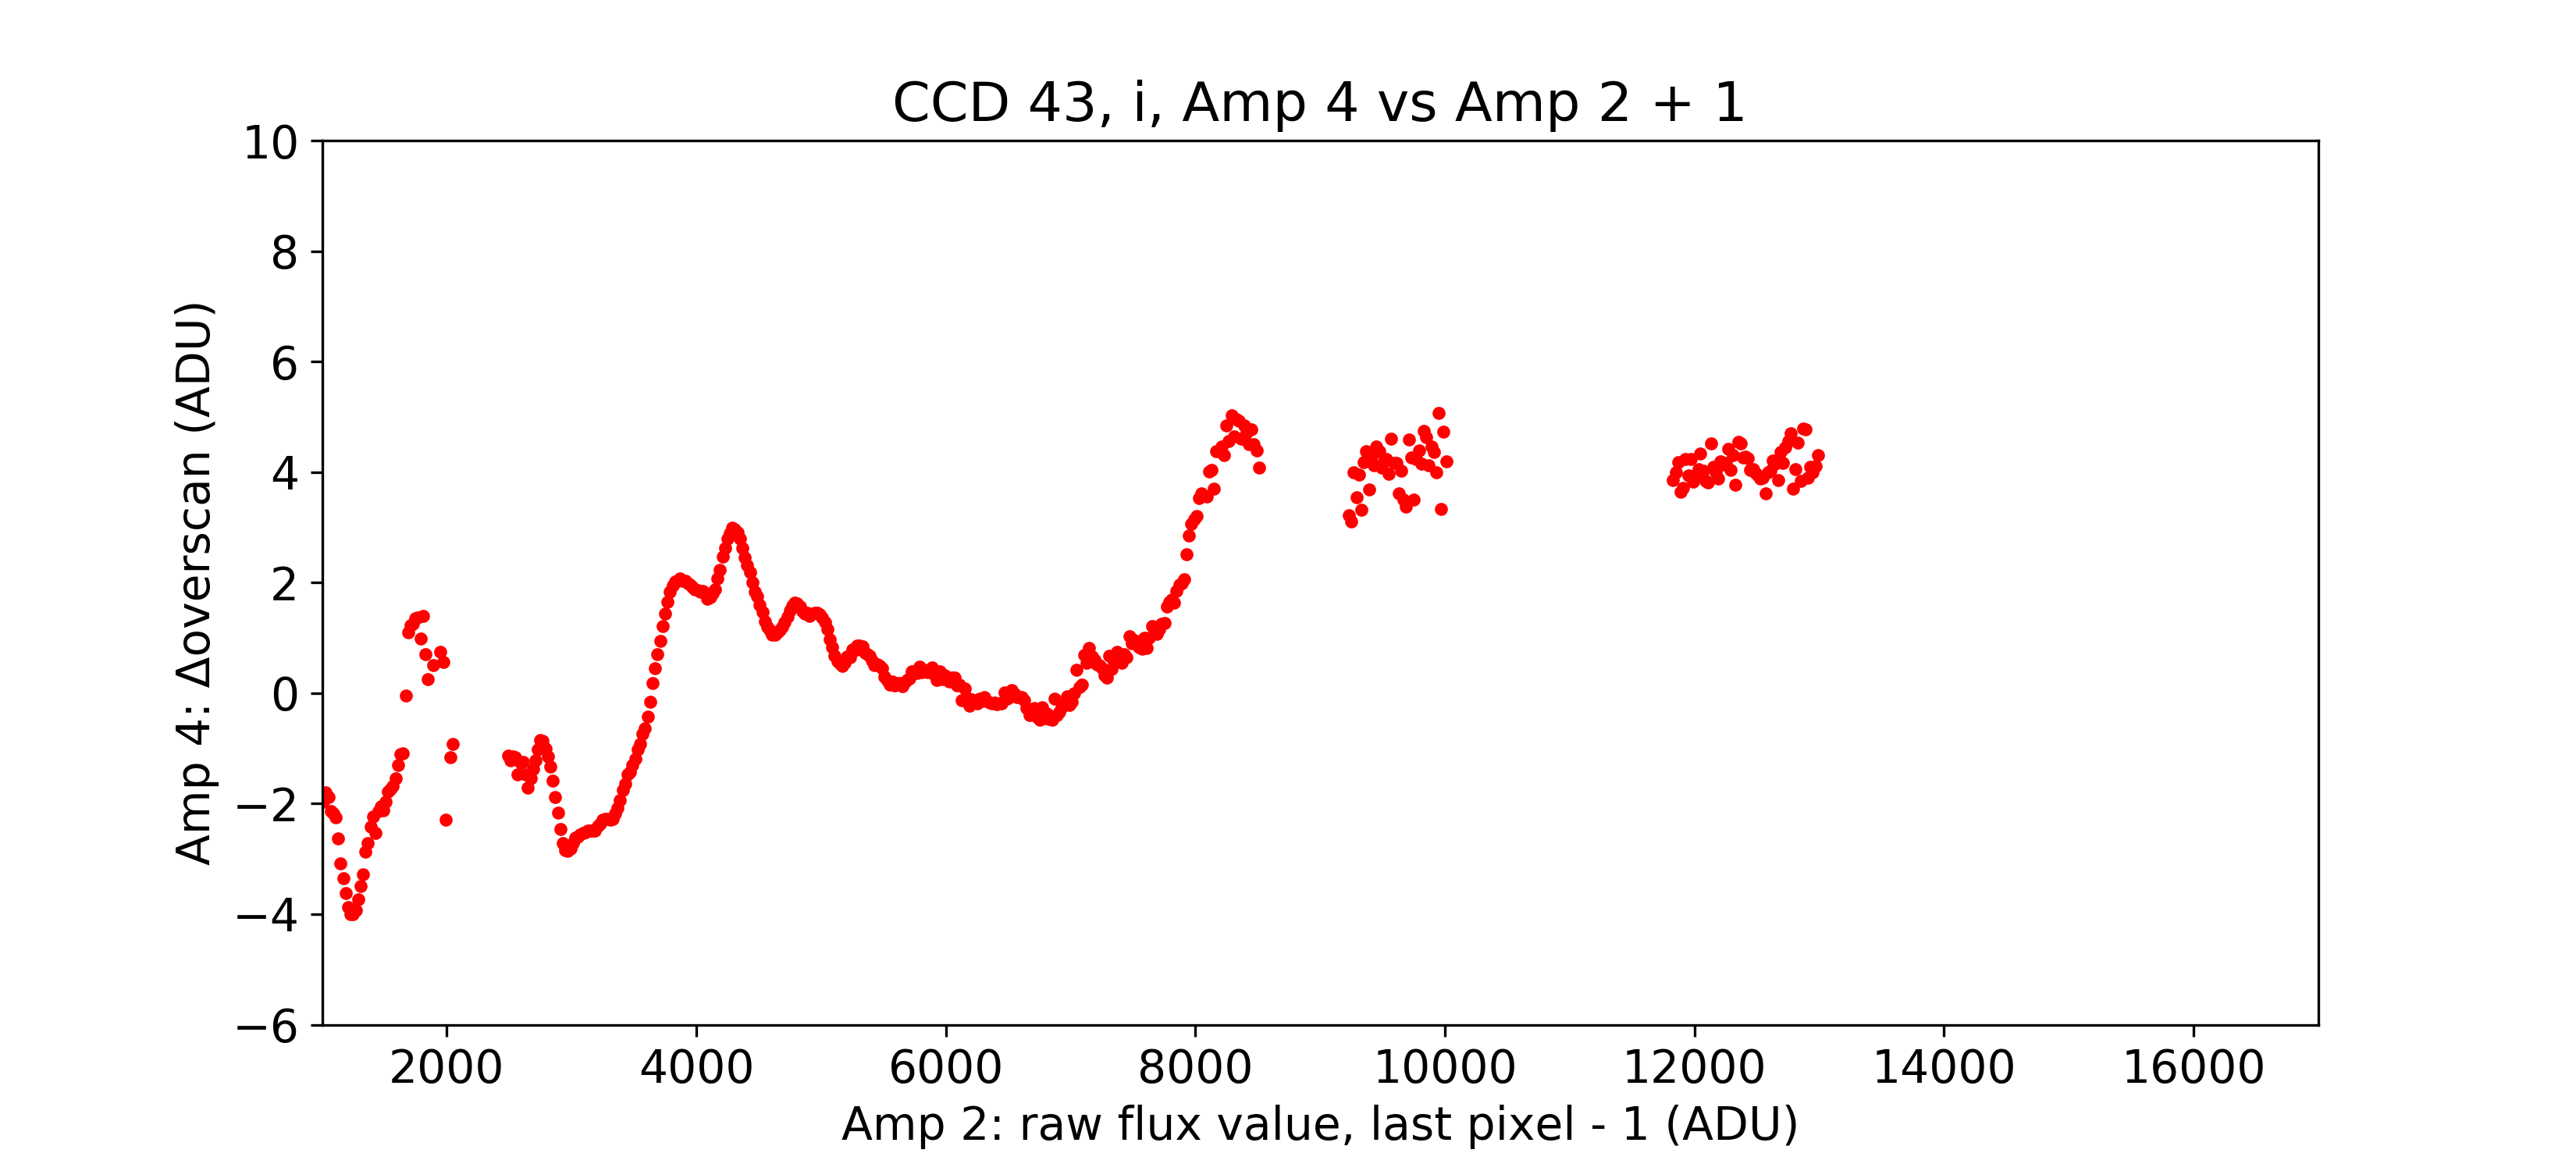 CCD 43, i, Amp 4 vs Amp 2 + 1
10
8
6
4
2
0
−2
−4
−6
Amp 4: Δoverscan (ADU)
2000 4000 6000 8000 10000 12000 14000 16000
Amp 2: raw flux value, last pixel - 1 (ADU)